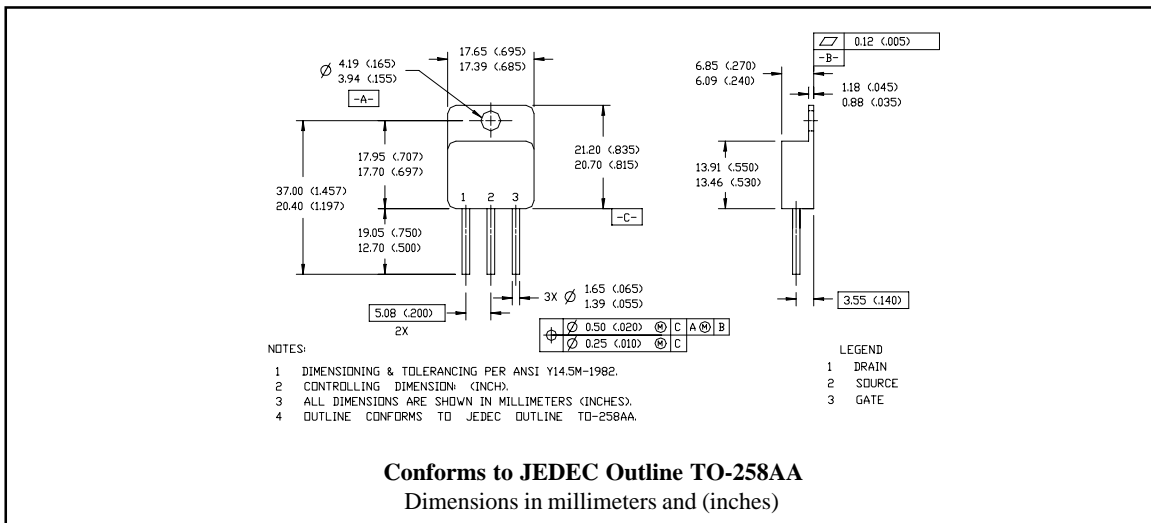 17.65 (.695)
17.39 (.685)
Ø 4.19 (.165)
3.94 (.155)
-A-
17.95 (.707)
17.70 (.697)
37.00 (1.457)
20.40 (1.197)
19.05 (.750)
12.70 (.500)
21.20 (.835)
20.70 (.815)
1 2 3
-C-
3X Ø 1.65 (.065)
1.39 (.055)
5.08 (.200)
2X
⌖ Ø 0.50 (.020) Ⓜ C A Ⓜ B
Ø 0.25 (.010) Ⓜ C
⏥ 0.12 (.005)
-B-
6.85 (.270)
6.09 (.240)
1.18 (.045)
0.88 (.035)
13.91 (.550)
13.46 (.530)
3.55 (.140)
NOTES:
1 DIMENSIONING & TOLERANCING PER ANSI Y14.5M-1982.
2 CONTROLLING DIMENSION: (INCH).
3 ALL DIMENSIONS ARE SHOWN IN MILLIMETERS (INCHES).
4 OUTLINE CONFORMS TO JEDEC OUTLINE TO-258AA.
LEGEND
1 DRAIN
2 SOURCE
3 GATE
Conforms to JEDEC Outline TO-258AA
Dimensions in millimeters and (inches)